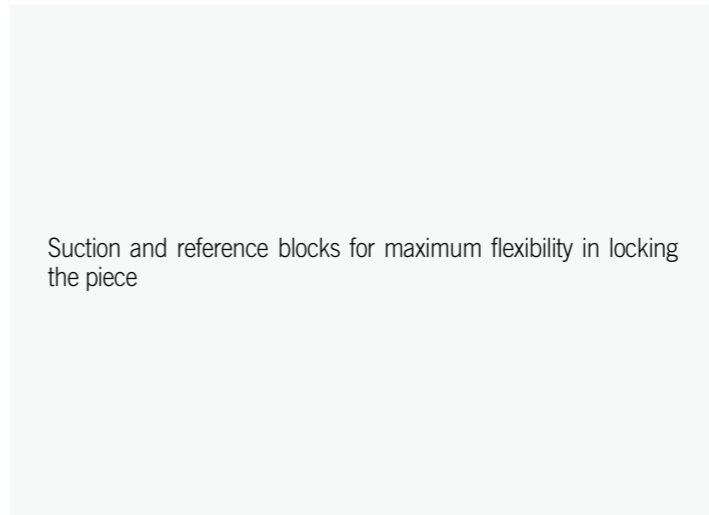 Suction and reference blocks for maximum flexibility in locking
the piece